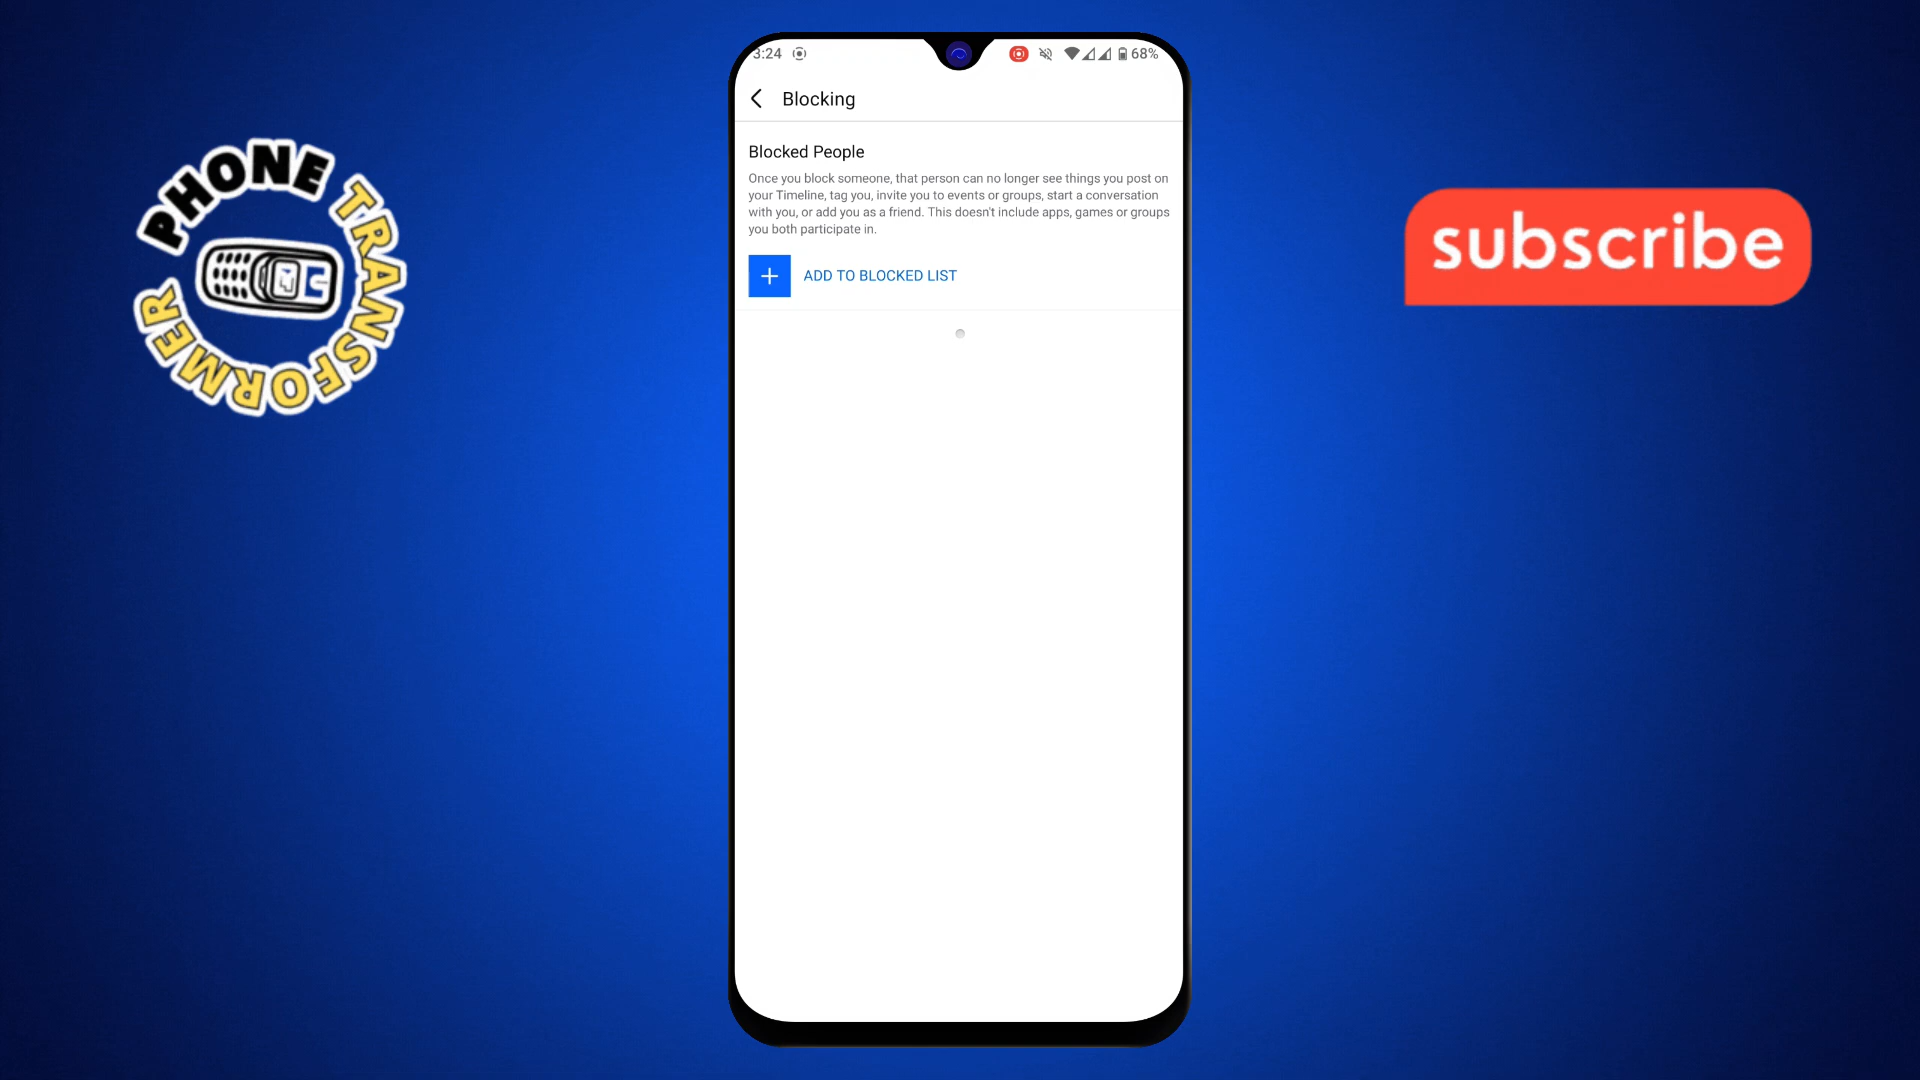 PHONE TRANSFORMER
3:24
68%
Blocking
Blocked People
Once you block someone, that person can no longer see things you post on
your Timeline, tag you, invite you to events or groups, start a conversation
with you, or add you as a friend. This doesn't include apps, games or groups
you both participate in.
ADD TO BLOCKED LIST
subscribe